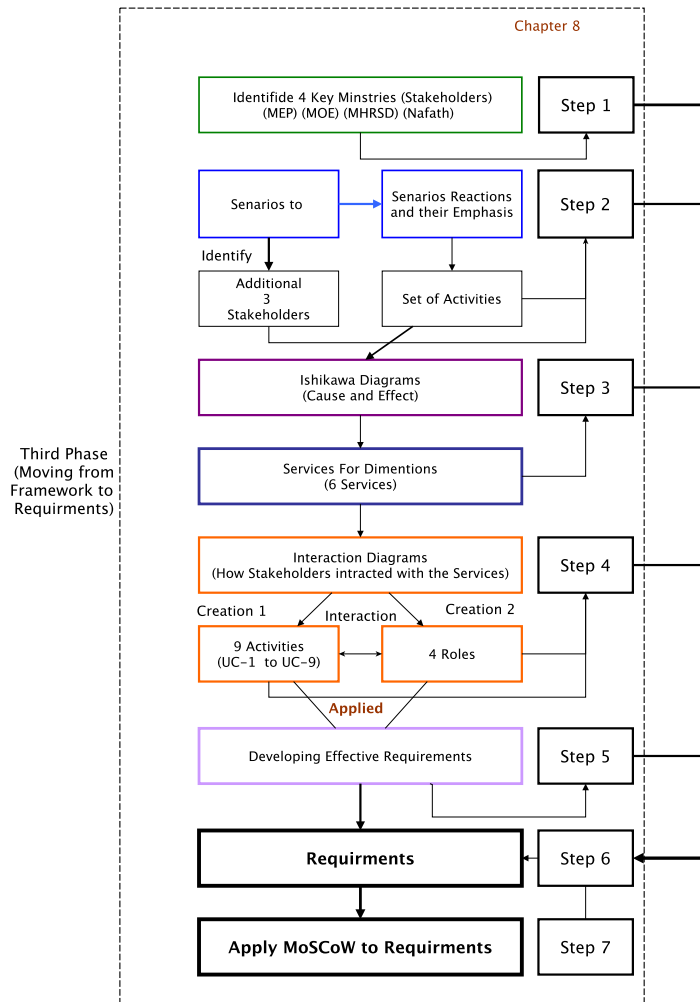 Chapter 8
Identifide 4 Key Minstries (Stakeholders)
(MEP) (MOE) (MHRSD) (Nafath)
Step 1
Senarios to
Senarios Reactions
and their Emphasis
Step 2
Identify
Additional
3
Stakeholders
Set of Activities
Ishikawa Diagrams
(Cause and Effect)
Step 3
Third Phase
(Moving from
Framework to
Requirments)
Services For Dimentions
(6 Services)
Interaction Diagrams
(How Stakeholders intracted with the Services)
Step 4
Creation 1
Interaction
Creation 2
9 Activities
(UC-1 to UC-9)
4 Roles
Applied
Developing Effective Requirements
Step 5
Requirments
Step 6
Apply MoSCoW to Requirments
Step 7